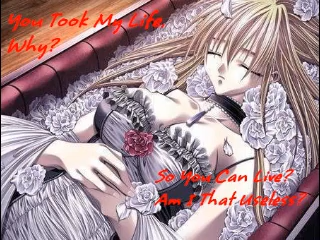 You Took My Life,
Why?
So You Can Live?
Am I That Useless?